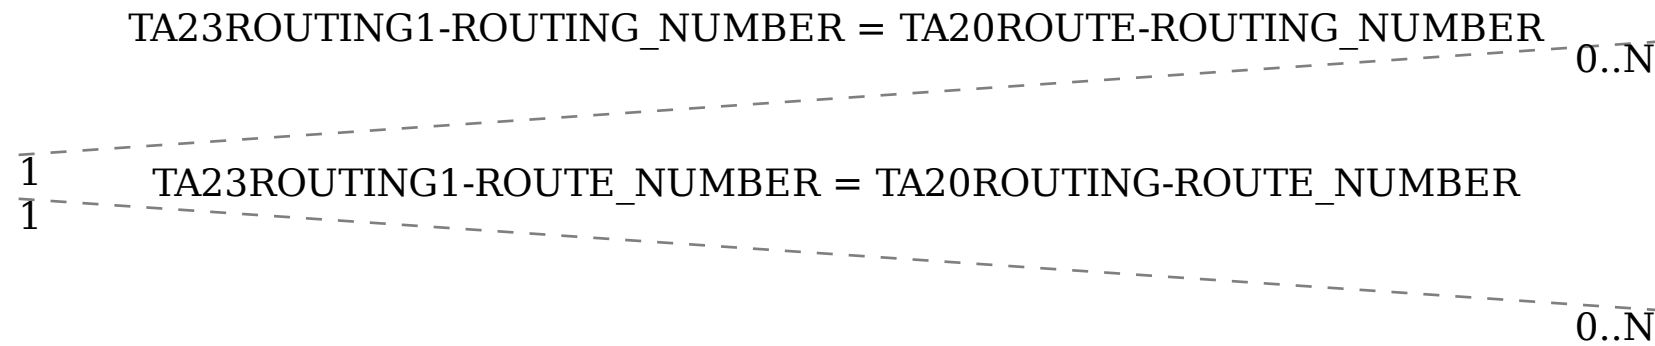 TA23ROUTING1-ROUTING_NUMBER = TA20ROUTE-ROUTING_NUMBER
0..N
1
TA23ROUTING1-ROUTE_NUMBER = TA20ROUTING-ROUTE_NUMBER
1
0..N